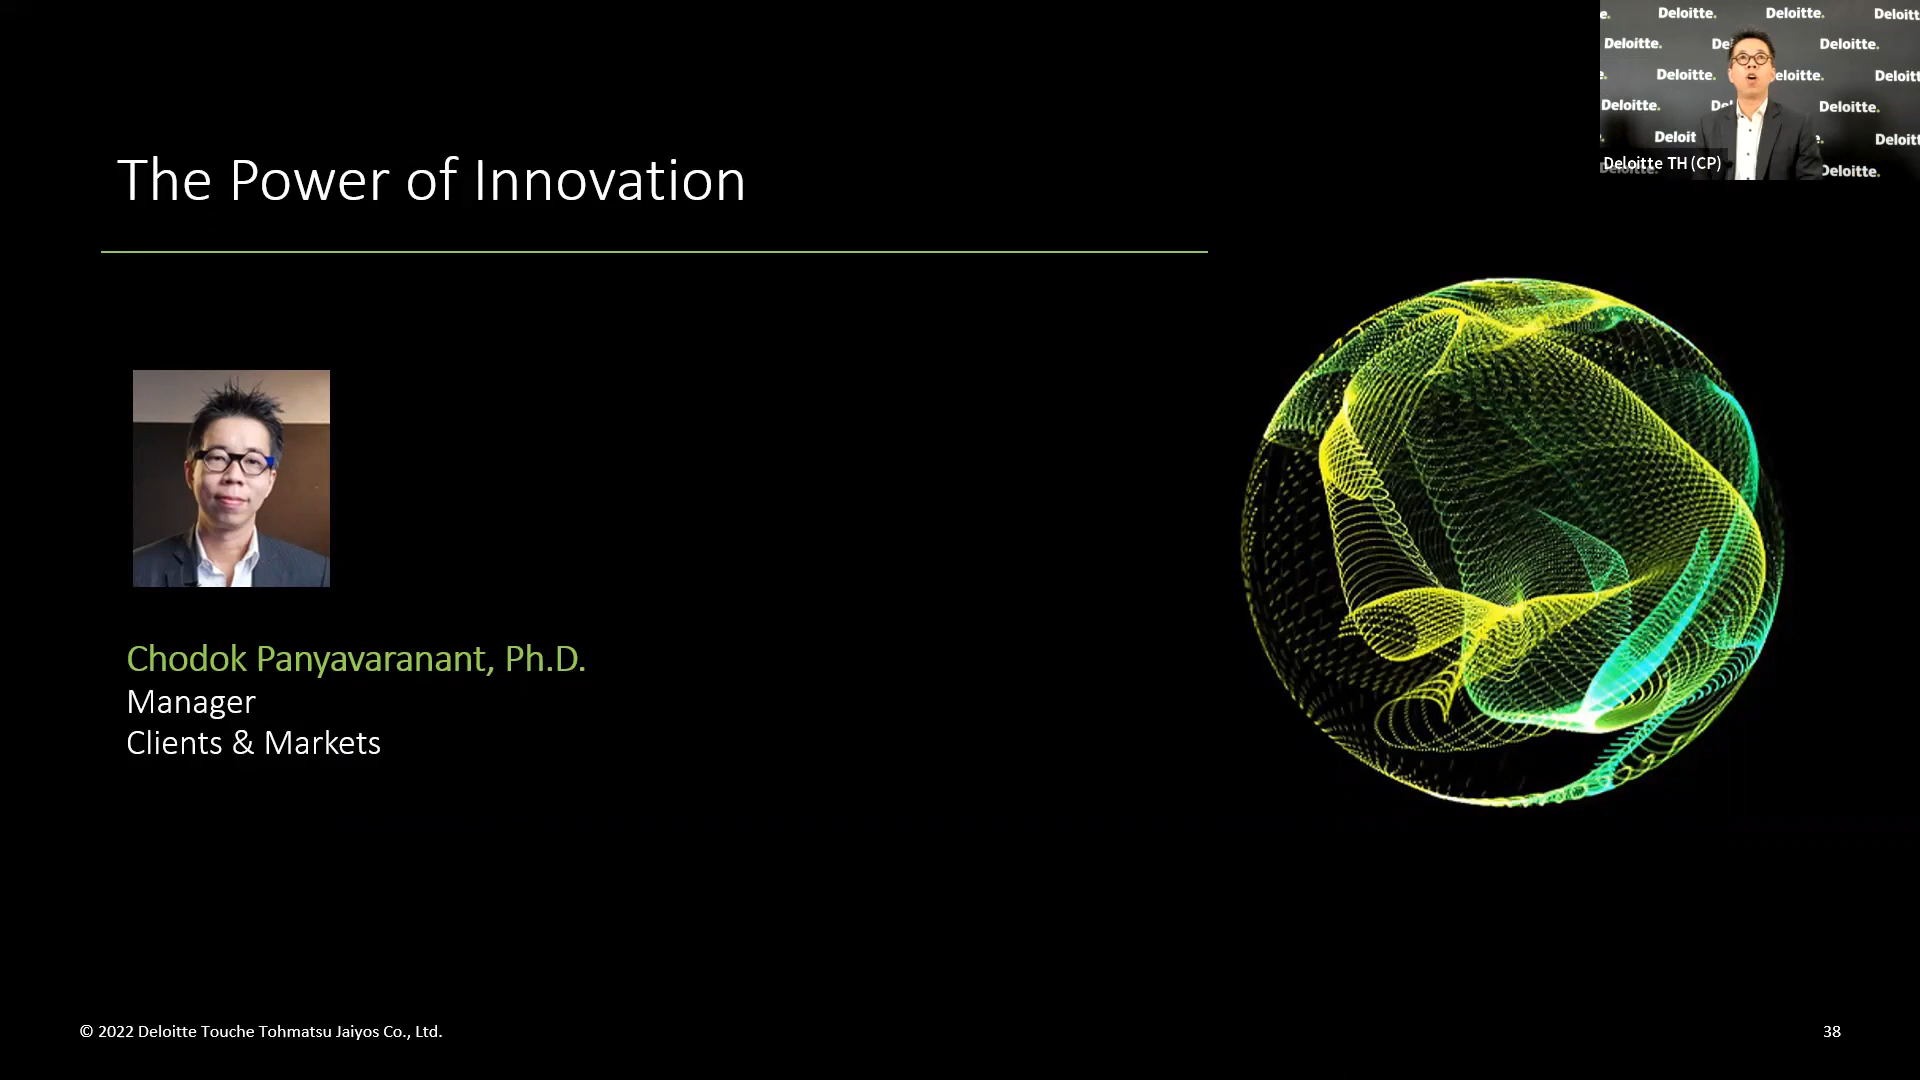 Deloitte. Deloitte.
Deloitte. Deloitte.
Deloitte.
Deloitte.
Deloitte.
Deloitte TH (CP)
Deloitte.
The Power of Innovation
Chodok Panyavaranant, Ph.D.
Manager
Clients & Markets
© 2022 Deloitte Touche Tohmatsu Jaiyos Co., Ltd.
38